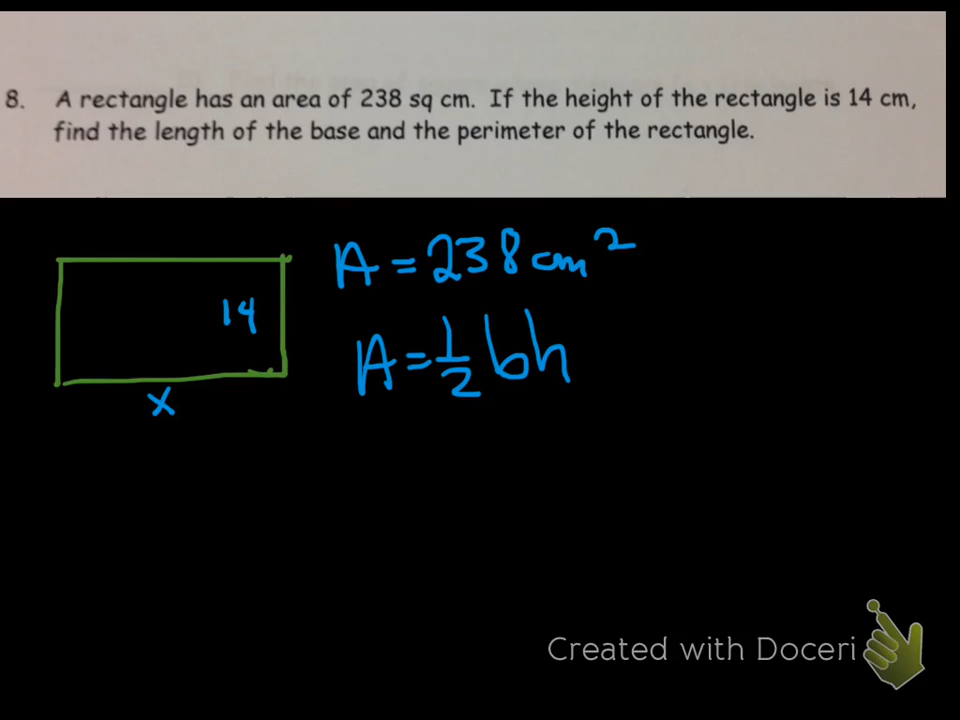 8. A rectangle has an area of 238 sq cm. If the height of the rectangle is 14 cm,
find the length of the base and the perimeter of the rectangle.
A = 238 cm²
14
A = 1/2 bh
x
Created with Doceri